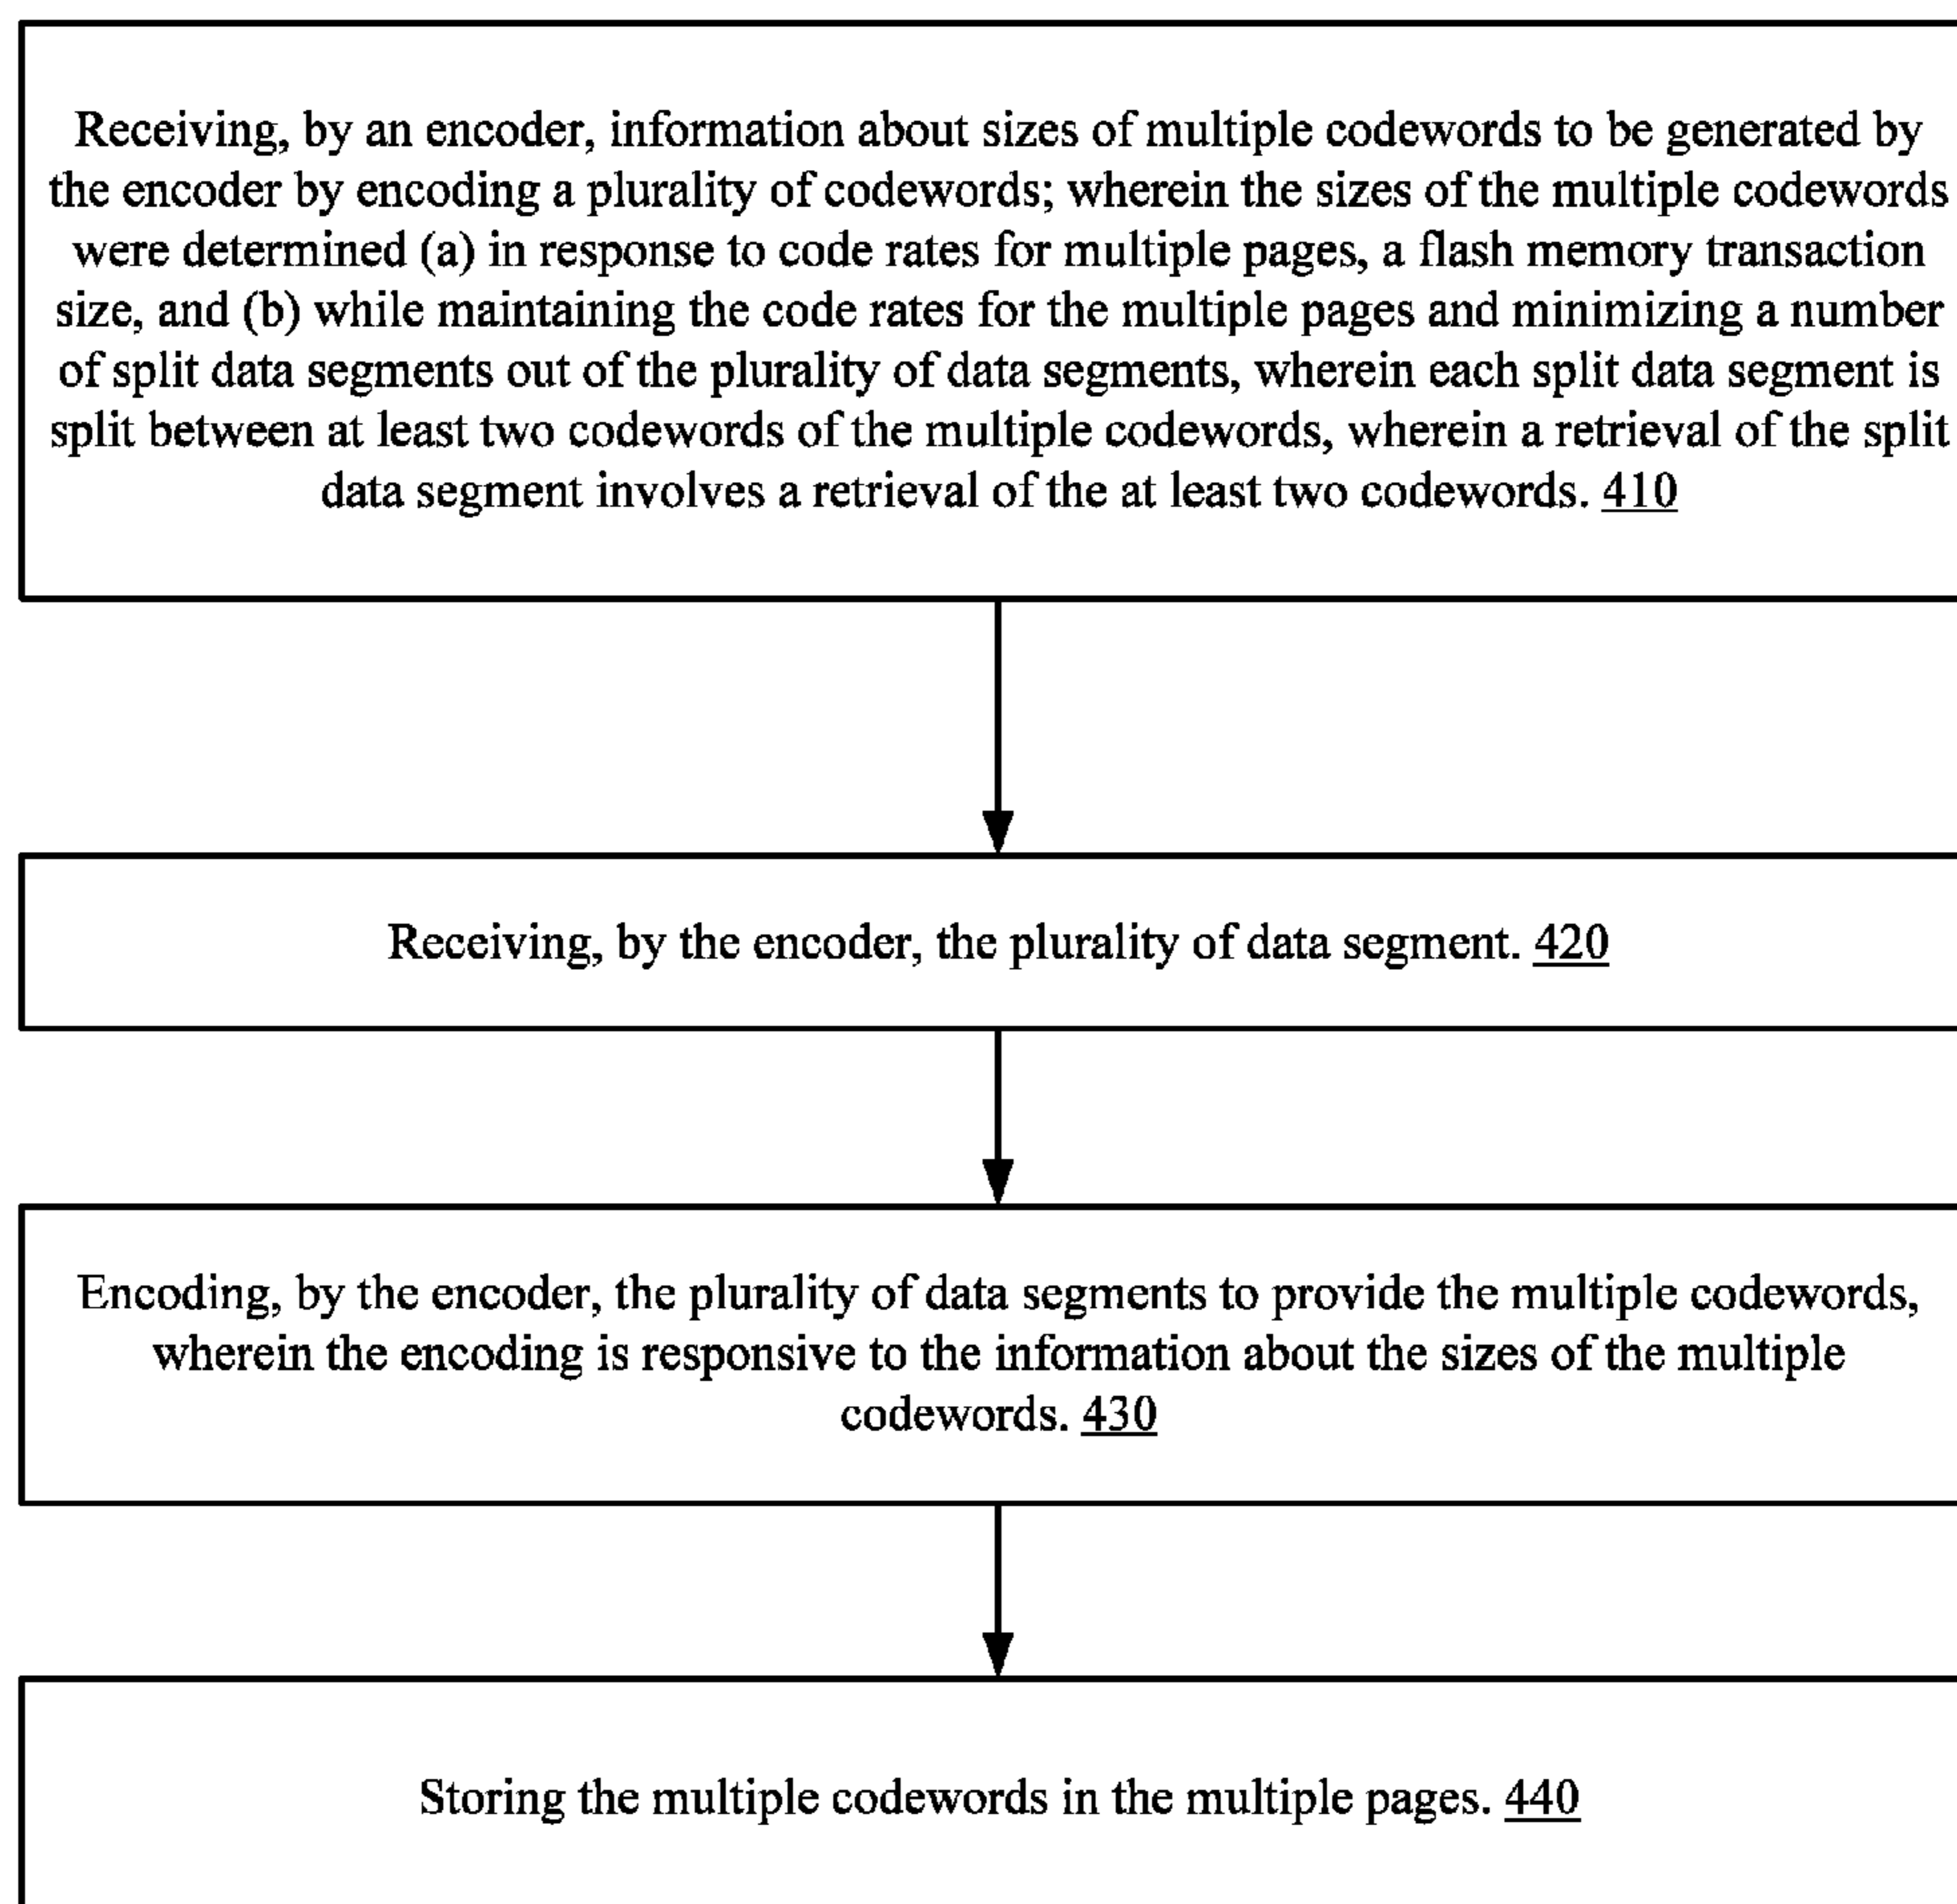 Receiving, by an encoder, information about sizes of multiple codewords to be generated by
the encoder by encoding a plurality of codewords; wherein the sizes of the multiple codewords
were determined (a) in response to code rates for multiple pages, a flash memory transaction
size, and (b) while maintaining the code rates for the multiple pages and minimizing a number
of split data segments out of the plurality of data segments, wherein each split data segment is
split between at least two codewords of the multiple codewords, wherein a retrieval of the split
data segment involves a retrieval of the at least two codewords. 410
Receiving, by the encoder, the plurality of data segment. 420
Encoding, by the encoder, the plurality of data segments to provide the multiple codewords,
wherein the encoding is responsive to the information about the sizes of the multiple
codewords. 430
Storing the multiple codewords in the multiple pages. 440